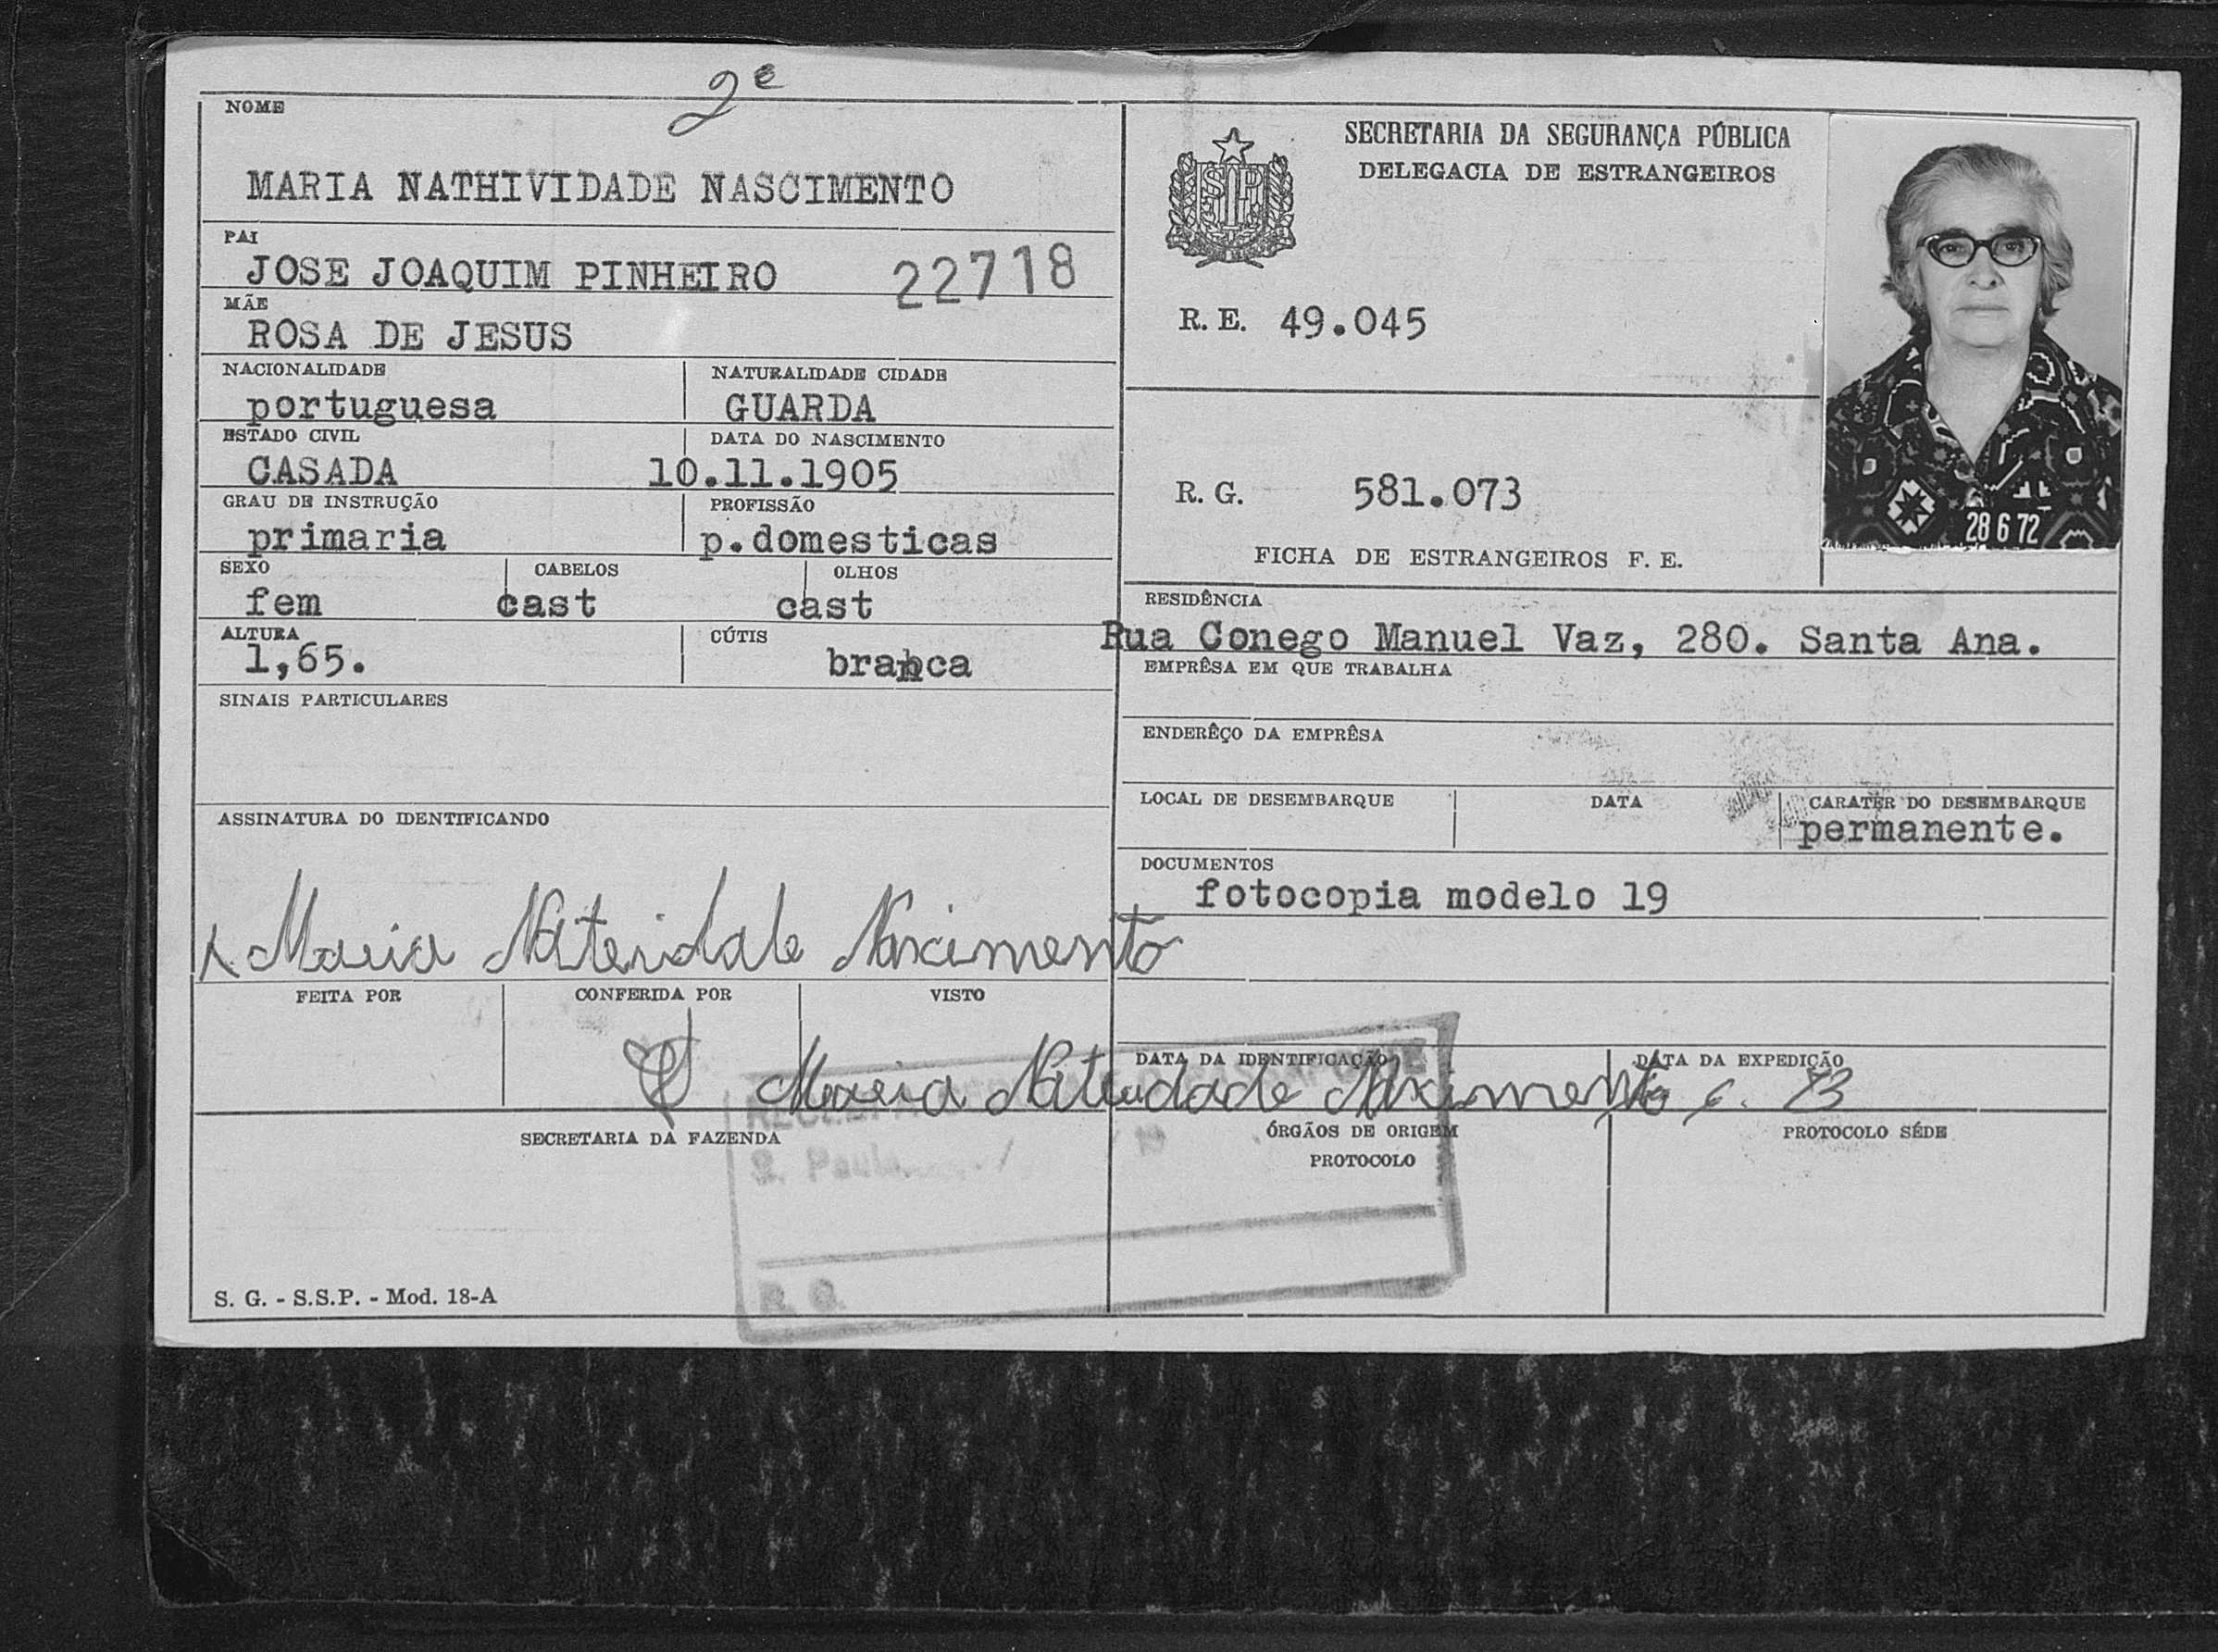 2e
NOME
MARIA NATHIVIDADE NASCIMENTO
PAI
JOSE JOAQUIM PINHEIRO 22718
MÃE
ROSA DE JESUS
NACIONALIDADE NATURALIDADE CIDADE
portuguesa GUARDA
ESTADO CIVIL DATA DO NASCIMENTO
CASADA 10.11.1905
GRAU DE INSTRUÇÃO PROFISSÃO
primaria p.domesticas
SEXO CABELOS OLHOS
fem cast cast
ALTURA CÚTIS
1,65. branca
SINAIS PARTICULARES
ASSINATURA DO IDENTIFICANDO
Maria Natividade Nascimento
FEITA POR CONFERIDA POR VISTO
SECRETARIA DA FAZENDA
S. G. - S.S.P. - Mod. 18-A
SECRETARIA DA SEGURANÇA PÚBLICA
DELEGACIA DE ESTRANGEIROS
R. E. 49.045
R. G. 581.073
28 6 72
FICHA DE ESTRANGEIROS F. E.
RESIDÊNCIA
Rua Conego Manuel Vaz, 280. Santa Ana.
EMPRÊSA EM QUE TRABALHA
ENDERÊÇO DA EMPRÊSA
LOCAL DE DESEMBARQUE DATA CARATER DO DESEMBARQUE
permanente.
DOCUMENTOS
fotocopia modelo 19
DATA DA IDENTIFICAÇÃO DATA DA EXPEDIÇÃO
Maria Natividade Nascimento
ÓRGÃOS DE ORIGEM PROTOCOLO SÉDE
PROTOCOLO
S. Paulo 19
R. G.